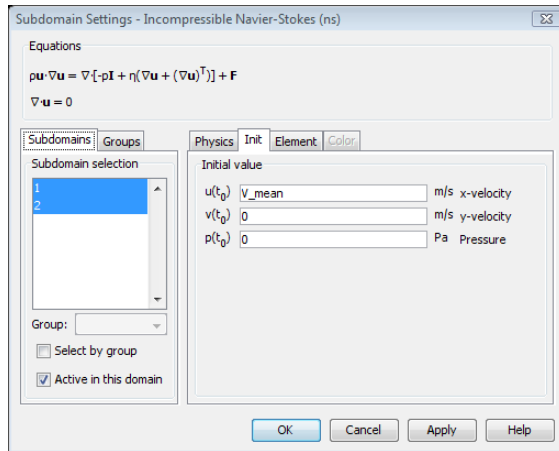 Subdomain Settings - Incompressible Navier-Stokes (ns)
Equations
ρu·∇u = ∇·[-pI + η(∇u + (∇u)ᵀ)] + F
∇·u = 0
Subdomains Groups
Physics Init Element Color
Subdomain selection
1
2
Group:
Select by group
Active in this domain
Initial value
u(t₀) V_mean m/s x-velocity
v(t₀) 0 m/s y-velocity
p(t₀) 0 Pa Pressure
OK Cancel Apply Help